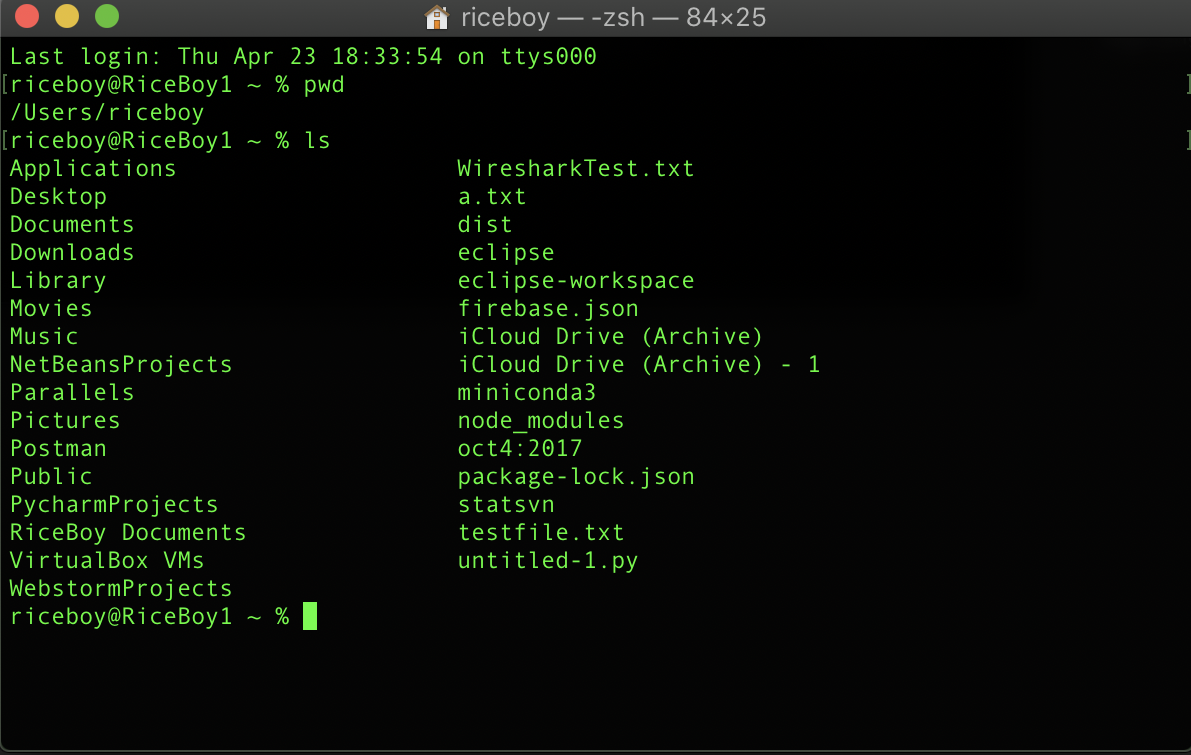 riceboy — -zsh — 84×25
Last login: Thu Apr 23 18:33:54 on ttys000
[riceboy@RiceBoy1 ~ % pwd ]
/Users/riceboy
[riceboy@RiceBoy1 ~ % ls ]
Applications WiresharkTest.txt
Desktop a.txt
Documents dist
Downloads eclipse
Library eclipse-workspace
Movies firebase.json
Music iCloud Drive (Archive)
NetBeansProjects iCloud Drive (Archive) - 1
Parallels miniconda3
Pictures node_modules
Postman oct4:2017
Public package-lock.json
PycharmProjects statsvn
RiceBoy Documents testfile.txt
VirtualBox VMs untitled-1.py
WebstormProjects
riceboy@RiceBoy1 ~ %